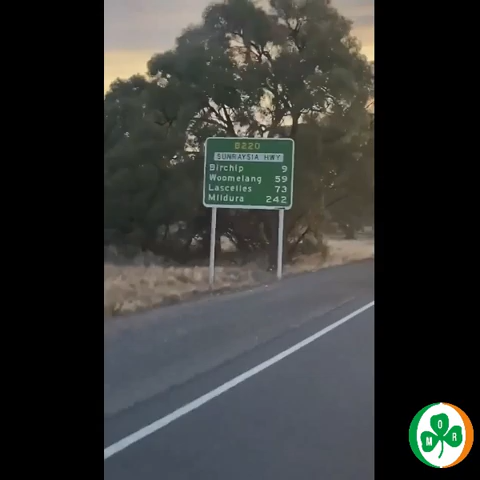 B220
SUNRAYSIA HWY
Birchip 9
Woomelang 59
Lascelles 73
Mildura 242
M O R